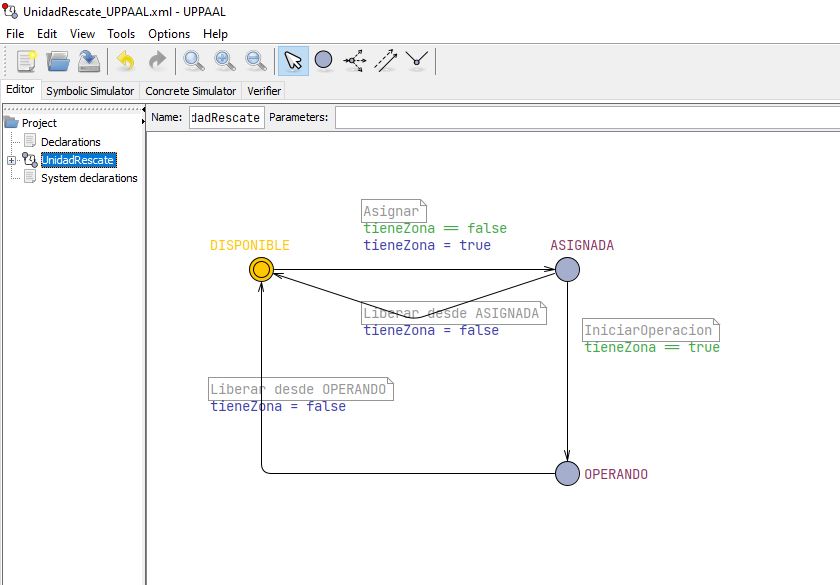 UnidadRescate_UPPAAL.xml - UPPAAL
File Edit View Tools Options Help
Editor Symbolic Simulator Concrete Simulator Verifier
Project
Declarations
UnidadRescate
System declarations
Name: dadRescate Parameters:
Asignar
tieneZona == false
tieneZona = true
DISPONIBLE
ASIGNADA
Liberar desde ASIGNADA
tieneZona = false
IniciarOperacion
tieneZona == true
Liberar desde OPERANDO
tieneZona = false
OPERANDO